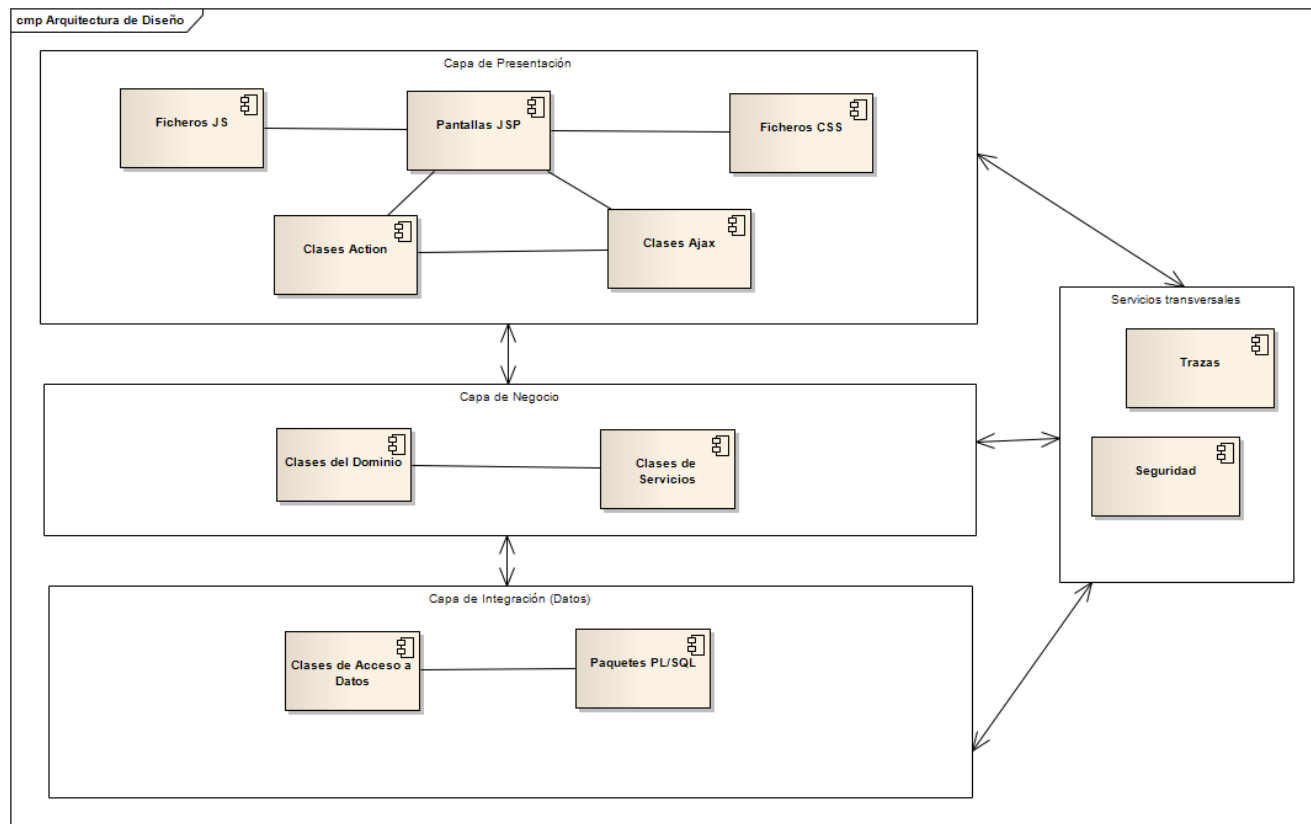 cmp Arquitectura de Diseño
Capa de Presentación
Ficheros JS
Pantallas JSP
Ficheros CSS
Clases Action
Clases Ajax
Servicios transversales
Trazas
Seguridad
Capa de Negocio
Clases del Dominio
Clases de
Servicios
Capa de Integración (Datos)
Clases de Acceso a
Datos
Paquetes PL/SQL